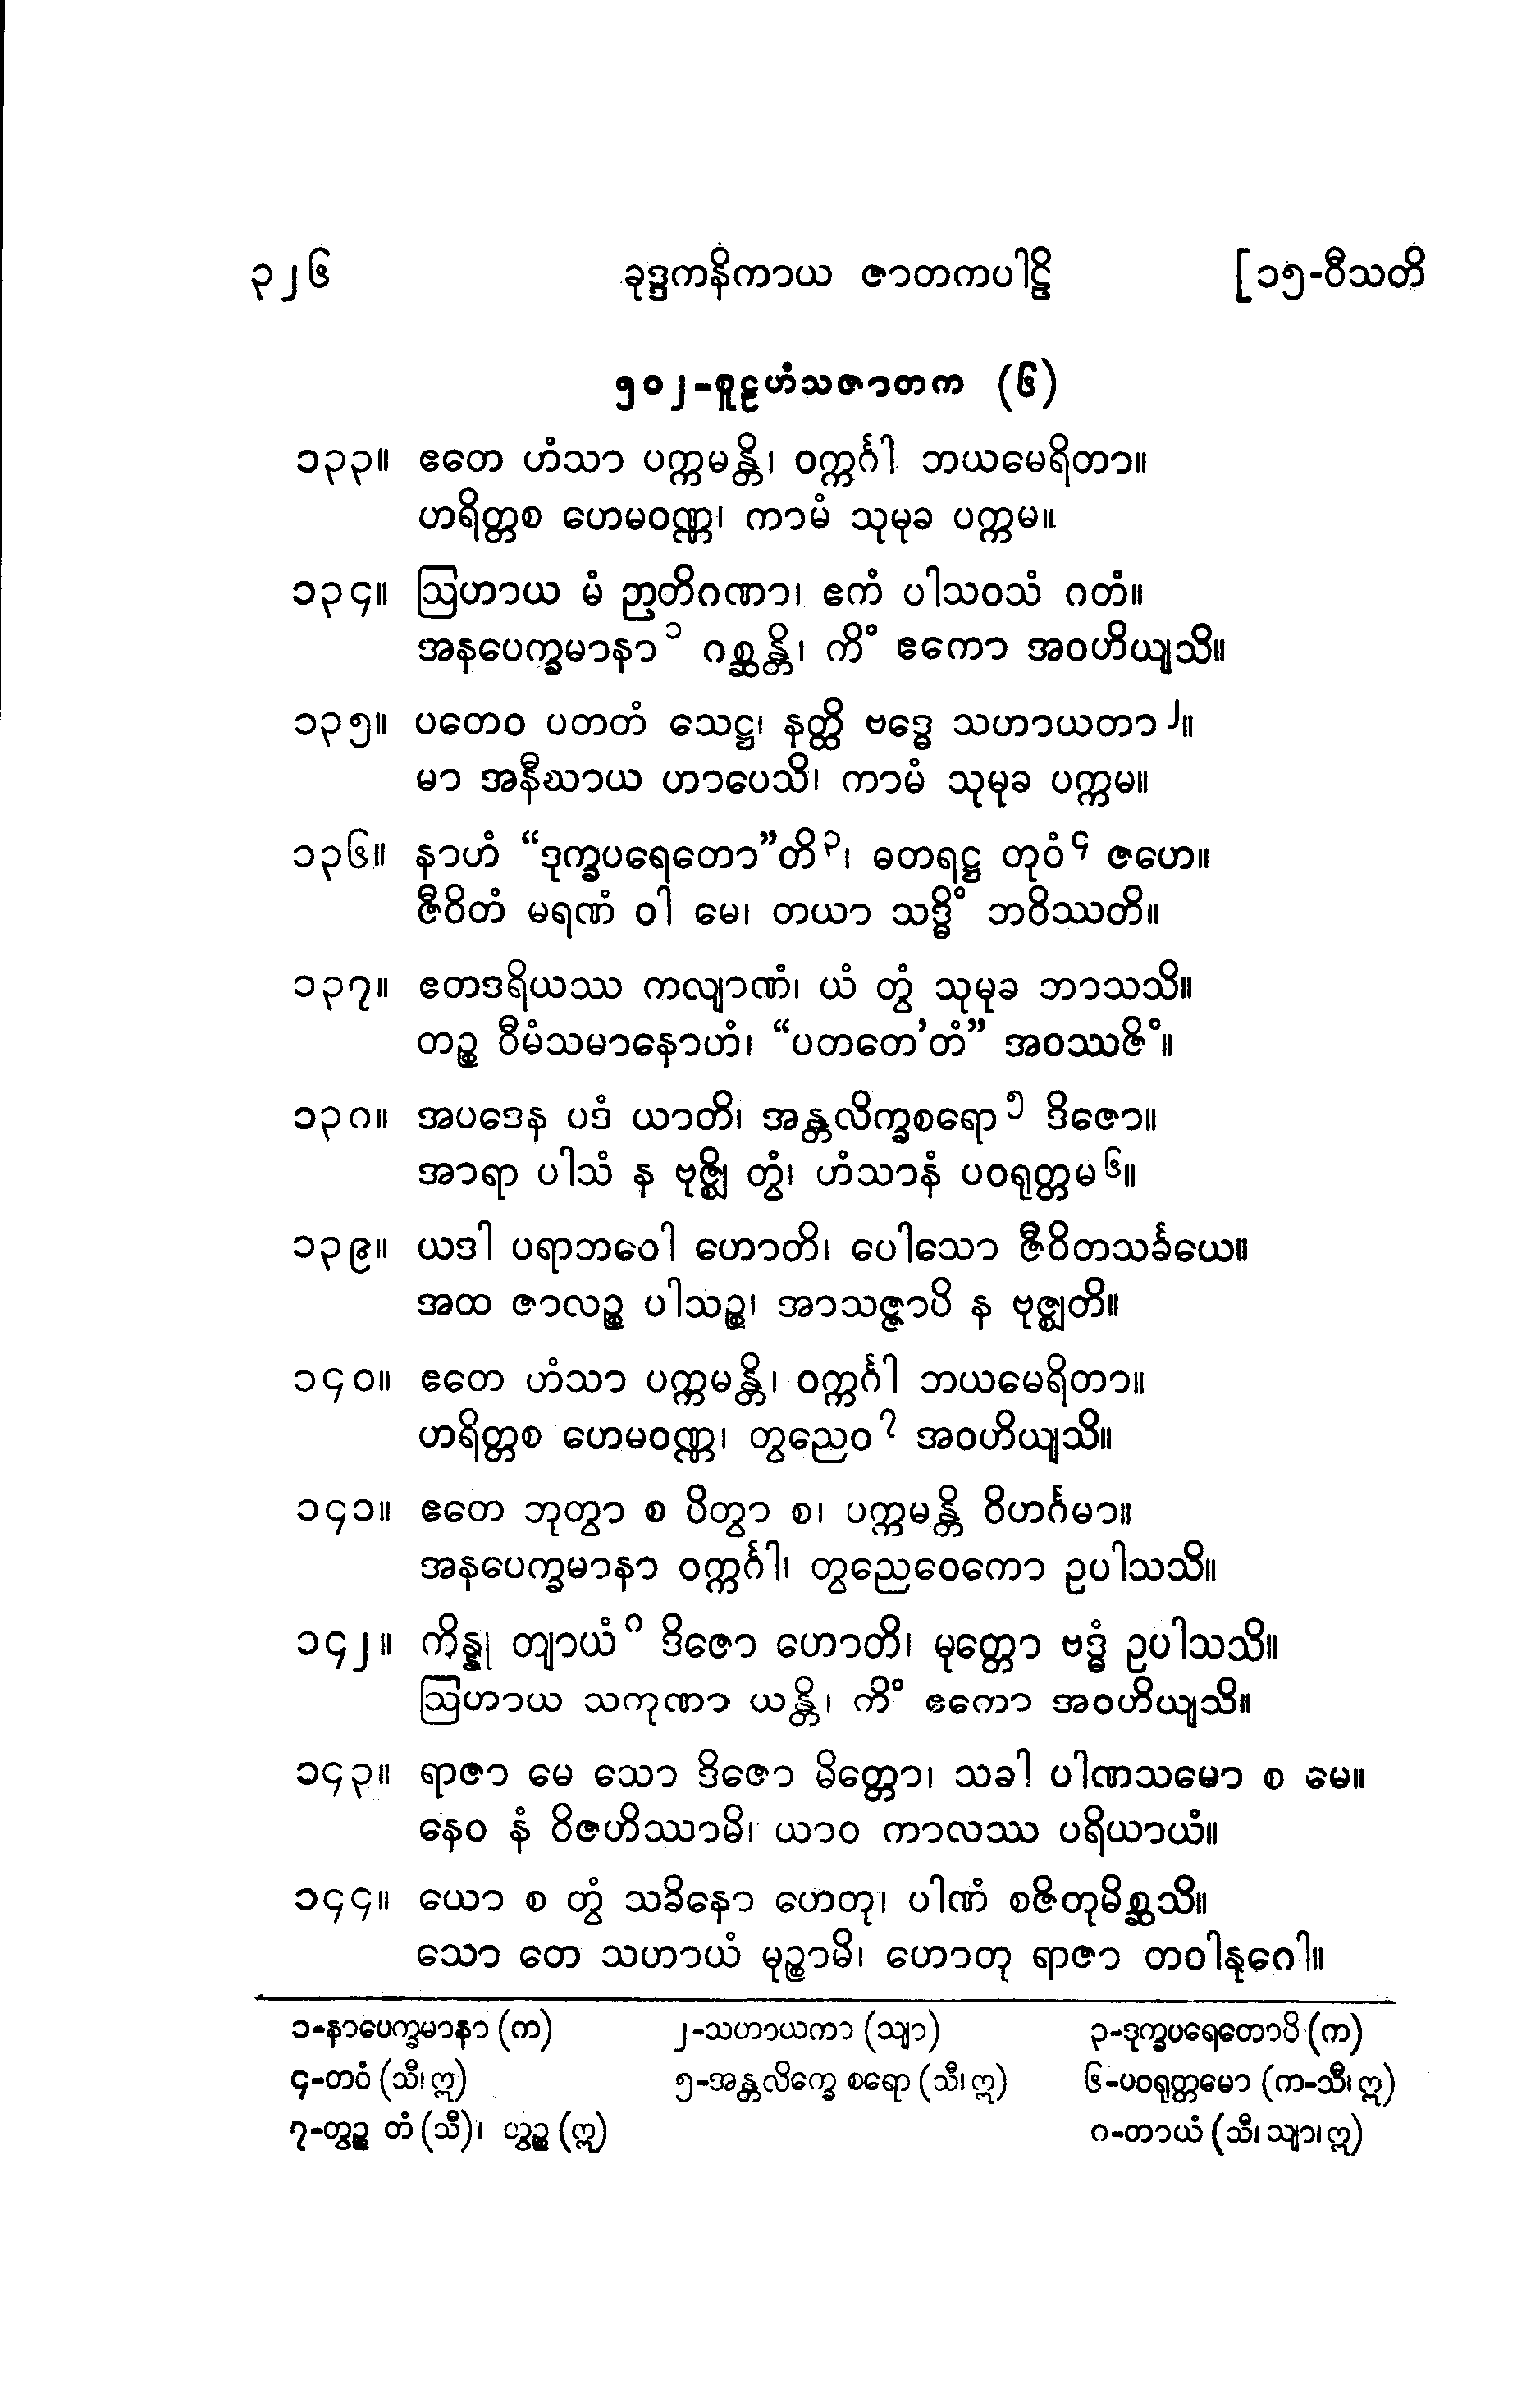 ၃၂၆ ခုဒ္ဒကနိကာယ ဇာတကပါဠိ [၁၅-ဝီသတိ
၅၀၂-စူဠဟံသဇာတက (၆)
၁၃၃။ ဧတေ ဟံသာ ပက္ကမန္တိ၊ ဝက္ကင်္ဂါ ဘယမေရိတာ။
ဟရိတ္တစ ဟေမဝဏ္ဏ၊ ကာမံ သုမုခ ပက္ကမ။
၁၃၄။ ဩဟာယ မံ ဉာတိဂဏာ၊ ဧကံ ပါသဝသံ ဂတံ။
အနပေက္ခမာနာ ၁ ဂစ္ဆန္တိ၊ ကိံ ဧကော အဝဟိယျသိ။
၁၃၅။ ပတေဝ ပတတံ သေဋ္ဌ၊ နတ္ထိ ဗဒ္ဓေ သဟာယတာ ၂။
မာ အနီဃာယ ဟာပေသိ၊ ကာမံ သုမုခ ပက္ကမ။
၁၃၆။ နာဟံ “ဒုက္ခပရေတော”တိ ၃၊ ဓတရဋ္ဌ တုဝံ ၄ ဇဟေ။
ဇီဝိတံ မရဏံ ဝါ မေ၊ တယာ သဒ္ဓိံ ဘဝိဿတိ။
၁၃၇။ ဧတဒရိယဿ ကလျာဏံ၊ ယံ တွံ သုမုခ ဘာသသိ။
တဉ္စ ဝီမံသမာနောဟံ၊ “ပတတေ’တံ” အဝဿဇိံ။
၁၃၈။ အပဒေန ပဒံ ယာတိ၊ အန္တလိက္ခစရော ၅ ဒိဇော။
အာရာ ပါသံ န ဗုဇ္ဈိ တွံ၊ ဟံသာနံ ပဝရုတ္တမ ၆။
၁၃၉။ ယဒါ ပရာဘဝေါ ဟောတိ၊ ပေါသော ဇီဝိတသင်္ခယေ။
အထ ဇာလဉ္စ ပါသဉ္စ၊ အာသဇ္ဇာပိ န ဗုဇ္ဈတိ။
၁၄၀။ ဧတေ ဟံသာ ပက္ကမန္တိ၊ ဝက္ကင်္ဂါ ဘယမေရိတာ။
ဟရိတ္တစ ဟေမဝဏ္ဏ၊ တွညေဝ ၇ အဝဟိယျသိ။
၁၄၁။ ဧတေ ဘုတွာ စ ပိတွာ စ၊ ပက္ကမန္တိ ဝိဟင်္ဂမာ။
အနပေက္ခမာနာ ဝက္ကင်္ဂါ၊ တွညေဝေကော ဥပါသသိ။
၁၄၂။ ကိန္နု တျာယံ ၈ ဒိဇော ဟောတိ၊ မုတ္တော ဗဒ္ဓံ ဥပါသသိ။
ဩဟာယ သကုဏာ ယန္တိ၊ ကိံ ဧကော အဝဟိယျသိ။
၁၄၃။ ရာဇာ မေ သော ဒိဇော မိတ္တော၊ သခါ ပါဏသမော စ မေ။
နေဝ နံ ဝိဇဟိဿာမိ၊ ယာဝ ကာလဿ ပရိယာယံ။
၁၄၄။ ယော စ တွံ သခိနော ဟေတု၊ ပါဏံ စဇိတုမိစ္ဆသိ။
သော တေ သဟာယံ မုဉ္စာမိ၊ ဟောတု ရာဇာ တဝါနုဂေါ။
၁-နာပေက္ခမာနာ (က) ၂-သဟာယကာ (သျာ) ၃-ဒုက္ခပရေတောပိ (က)
၄-တဝံ (သီ၊ ဣ) ၅-အန္တလိက္ခေ စရော (သီ၊ ဣ) ၆-ပဝရုတ္တမော (က-သီ၊ ဣ)
၇-တွဉ္စ တံ (သီ)၊ ဟွဉ္စ (ဣ) ၈-တာယံ (သီ၊ သျာ၊ ဣ)